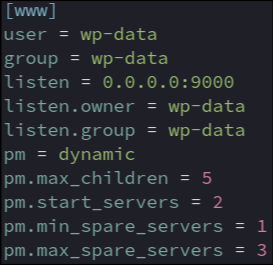 [www]
user = wp-data
group = wp-data
listen = 0.0.0.0:9000
listen.owner = wp-data
listen.group = wp-data
pm = dynamic
pm.max_children = 5
pm.start_servers = 2
pm.min_spare_servers = 1
pm.max_spare_servers = 3